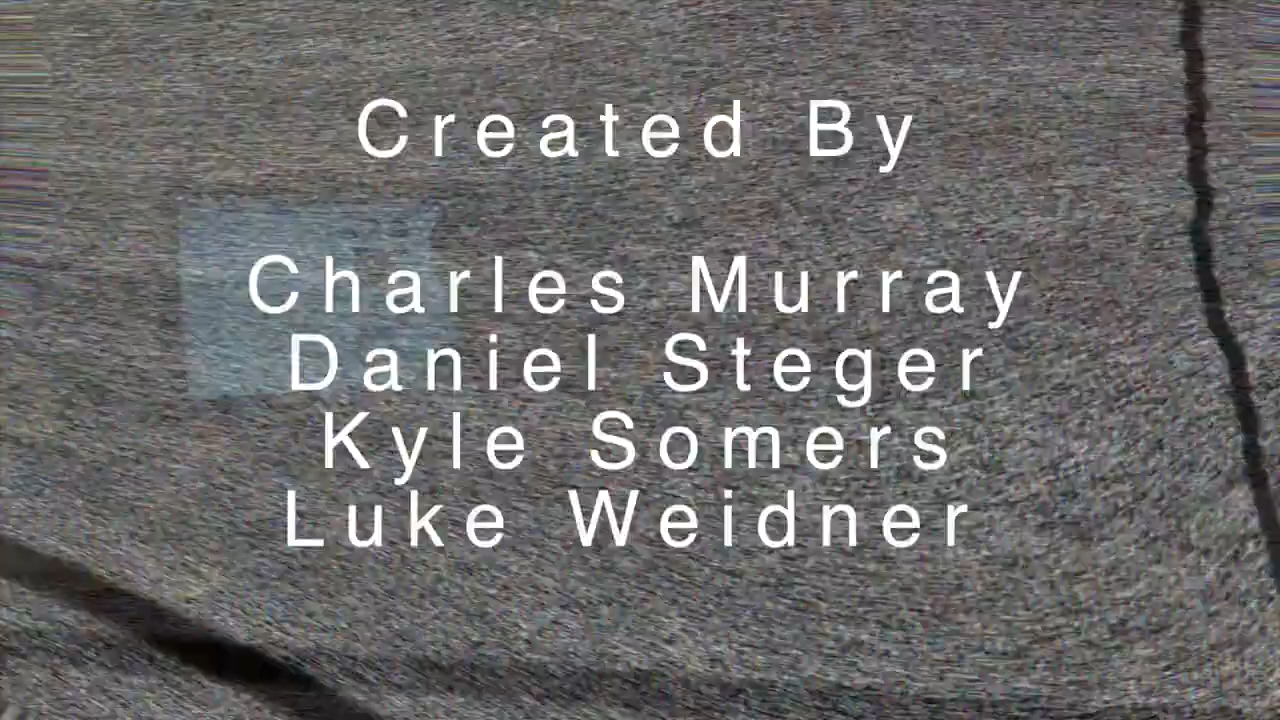 Created By
Charles Murray
Daniel Steger
Kyle Somers
Luke Weidner